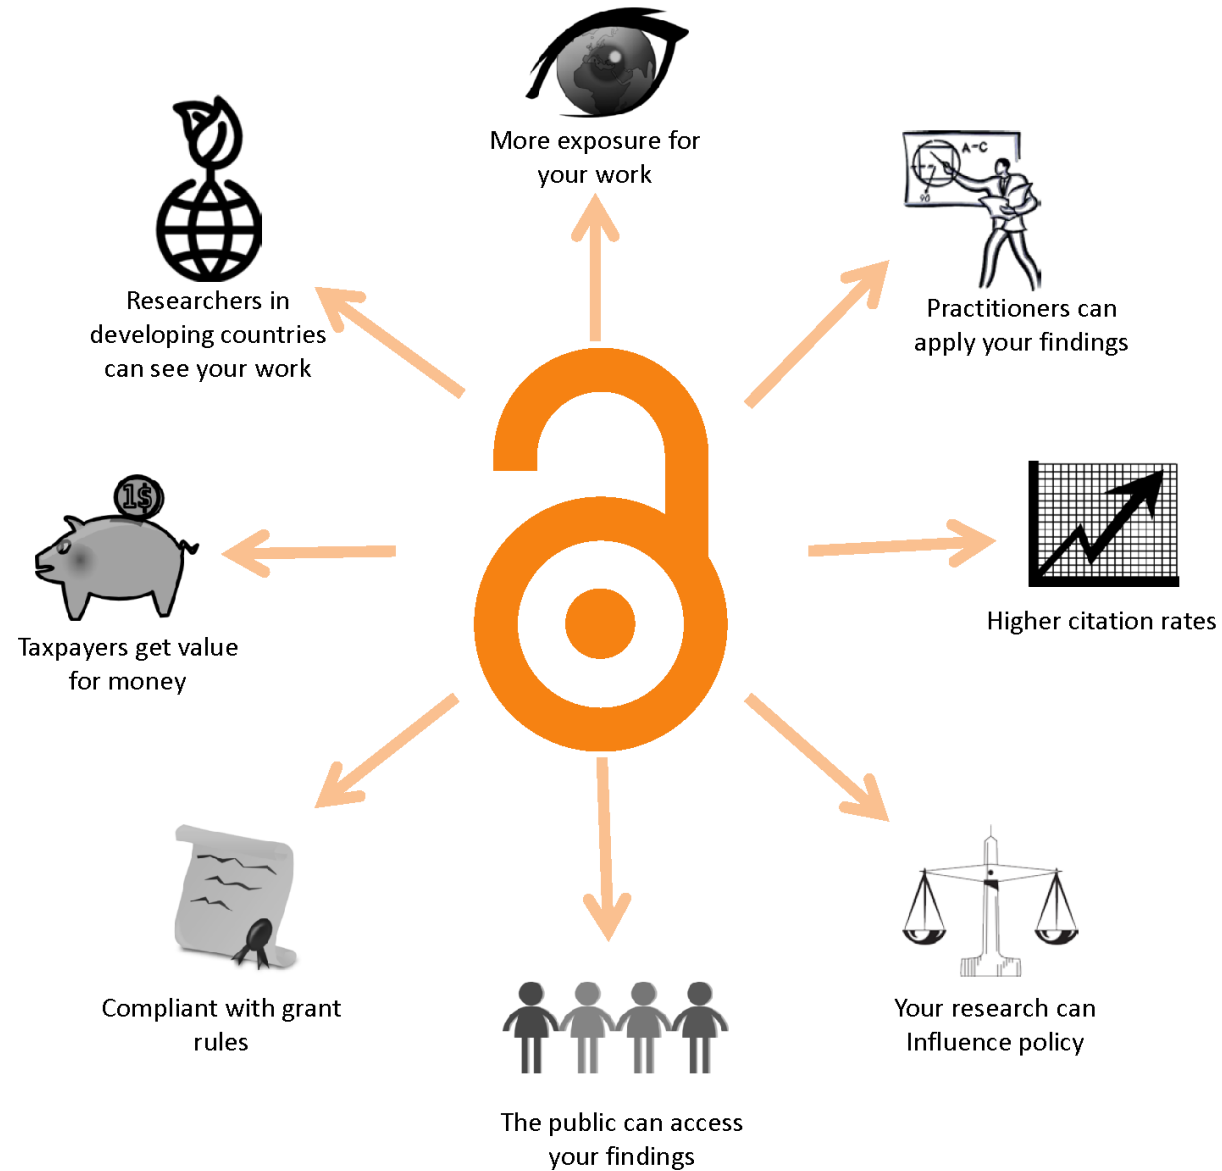 More exposure for
your work
A-C
90
Practitioners can
apply your findings
Researchers in
developing countries
can see your work
1$
Higher citation rates
Taxpayers get value
for money
Compliant with grant
rules
Your research can
Influence policy
The public can access
your findings